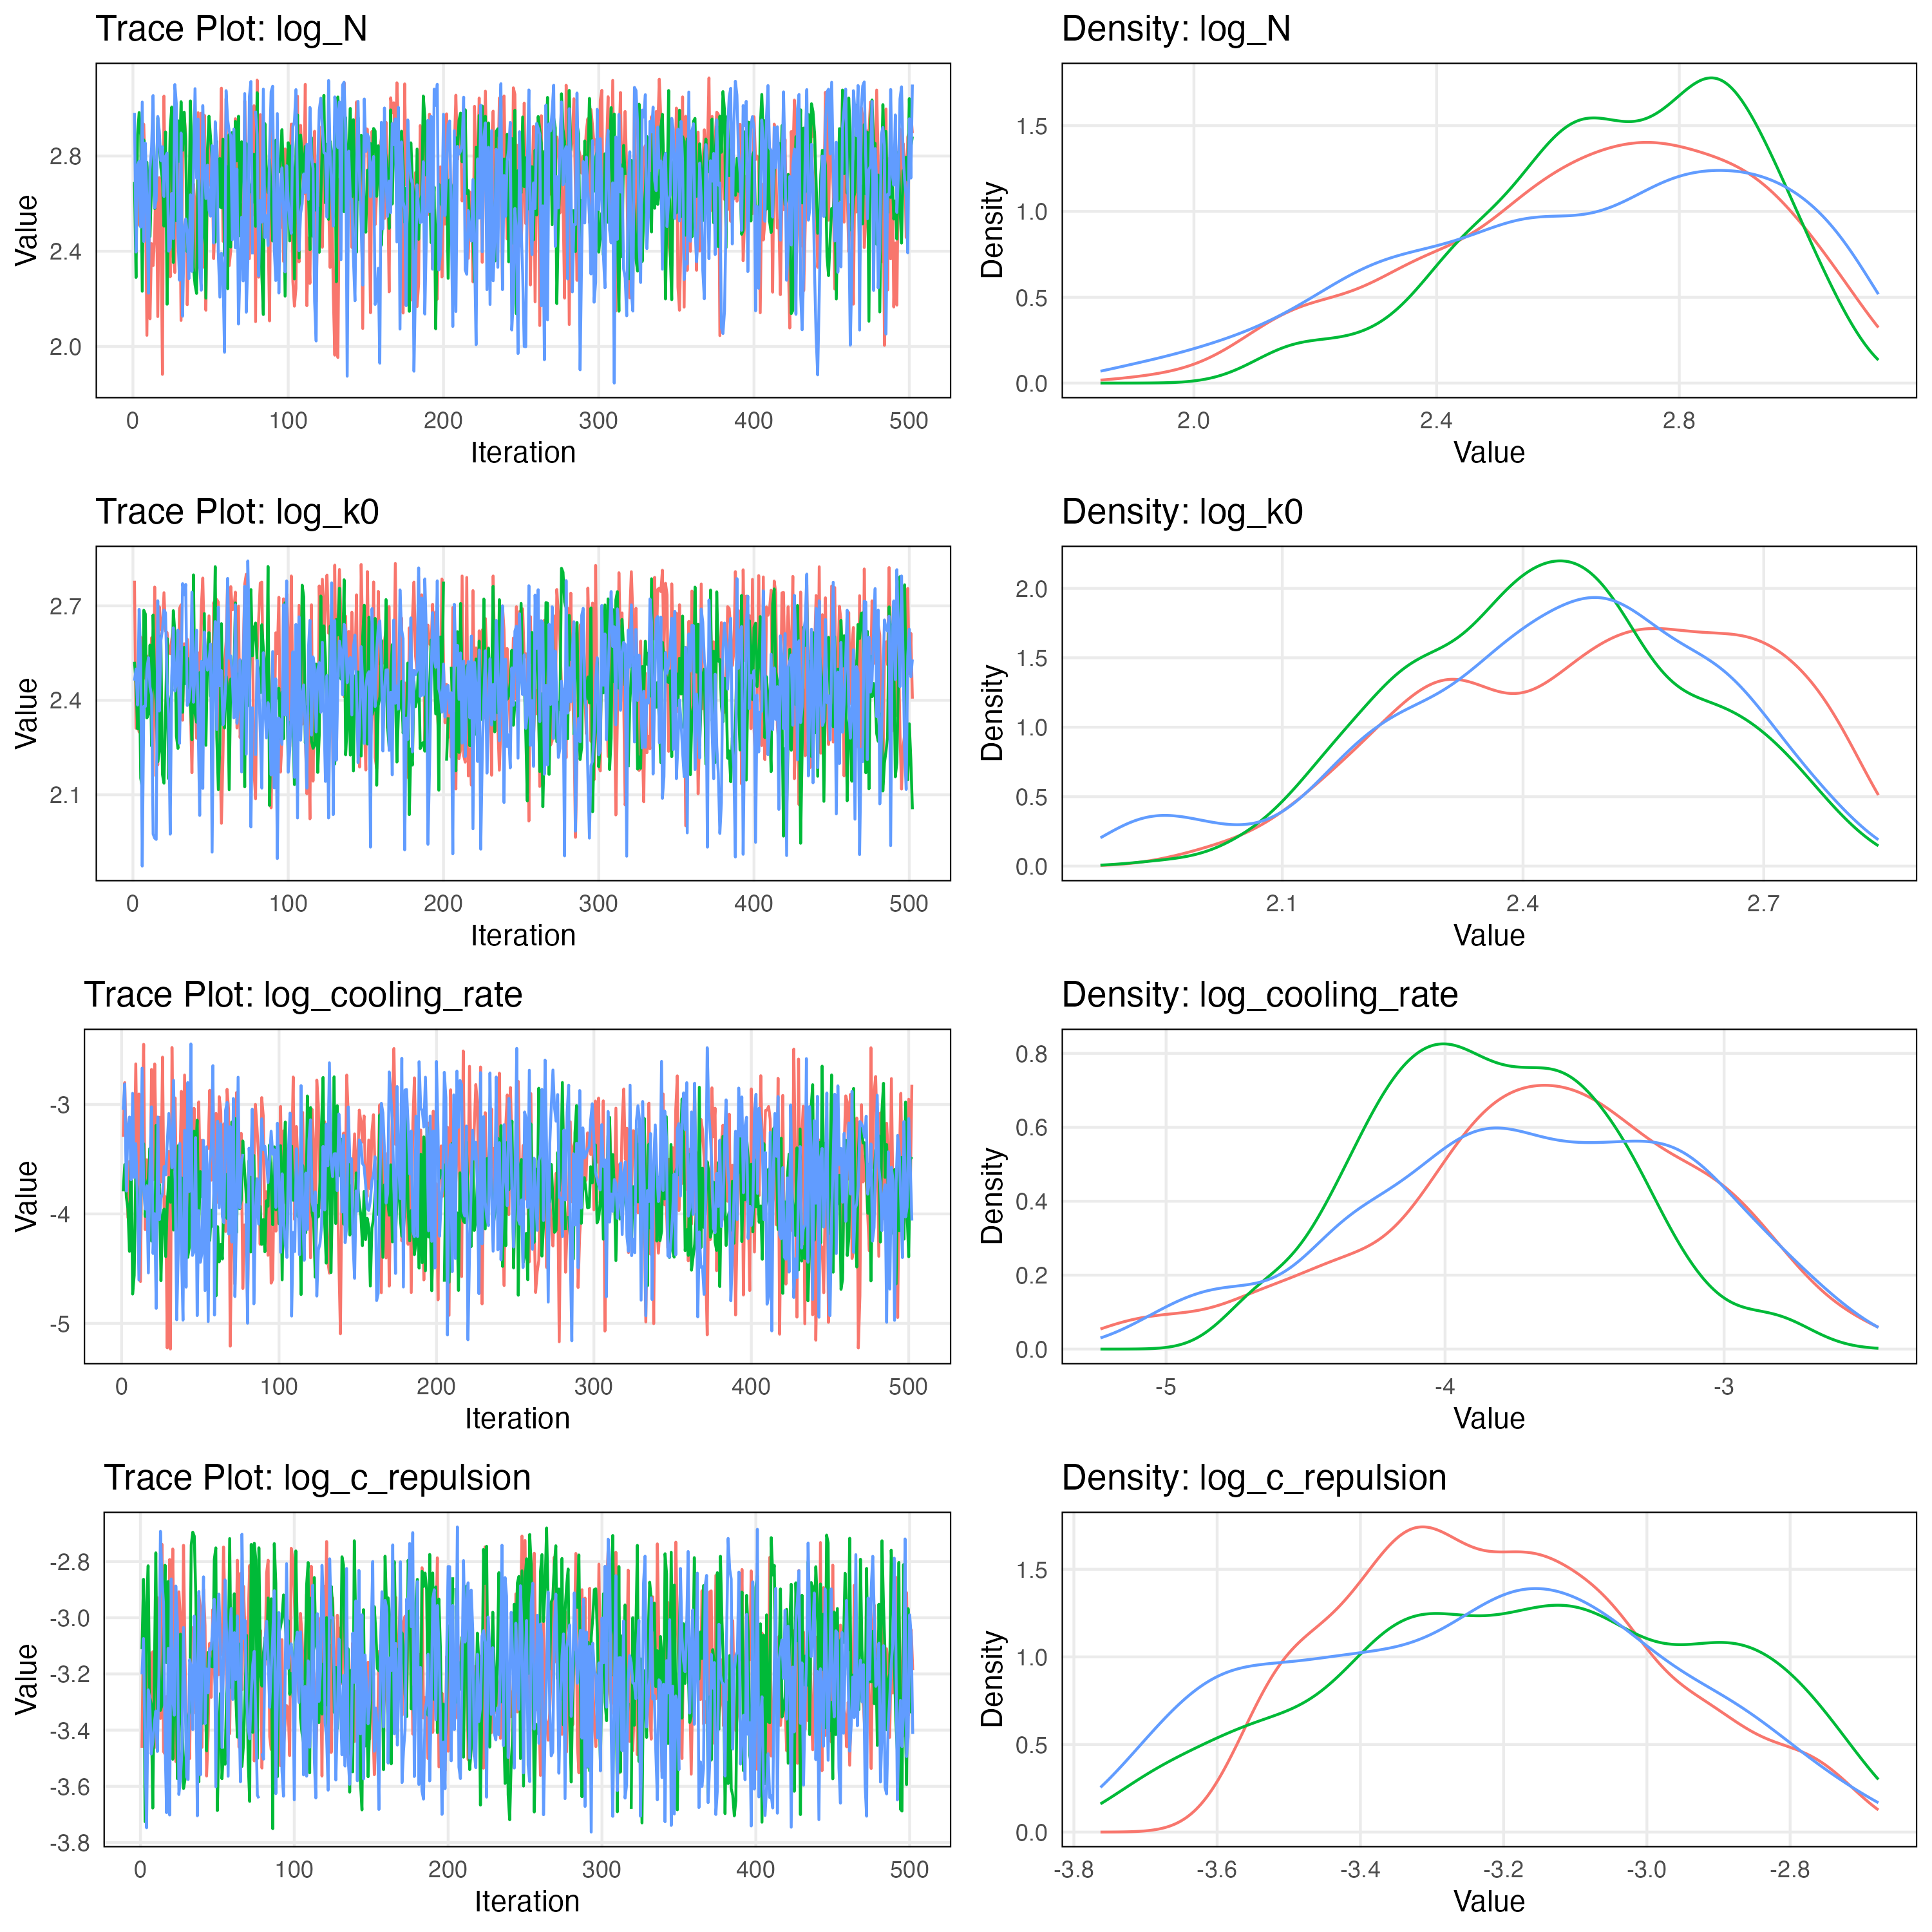 Trace Plot: log_N
Value
2.8
2.4
2.0
0 100 200 300 400 500
Iteration
Density: log_N
Density
1.5
1.0
0.5
0.0
2.0 2.4 2.8
Value
Trace Plot: log_k0
Value
2.7
2.4
2.1
0 100 200 300 400 500
Iteration
Density: log_k0
Density
2.0
1.5
1.0
0.5
0.0
2.1 2.4 2.7
Value
Trace Plot: log_cooling_rate
Value
-3
-4
-5
0 100 200 300 400 500
Iteration
Density: log_cooling_rate
Density
0.8
0.6
0.4
0.2
0.0
-5 -4 -3
Value
Trace Plot: log_c_repulsion
Value
-2.8
-3.0
-3.2
-3.4
-3.6
-3.8
0 100 200 300 400 500
Iteration
Density: log_c_repulsion
Density
1.5
1.0
0.5
0.0
-3.8 -3.6 -3.4 -3.2 -3.0 -2.8
Value